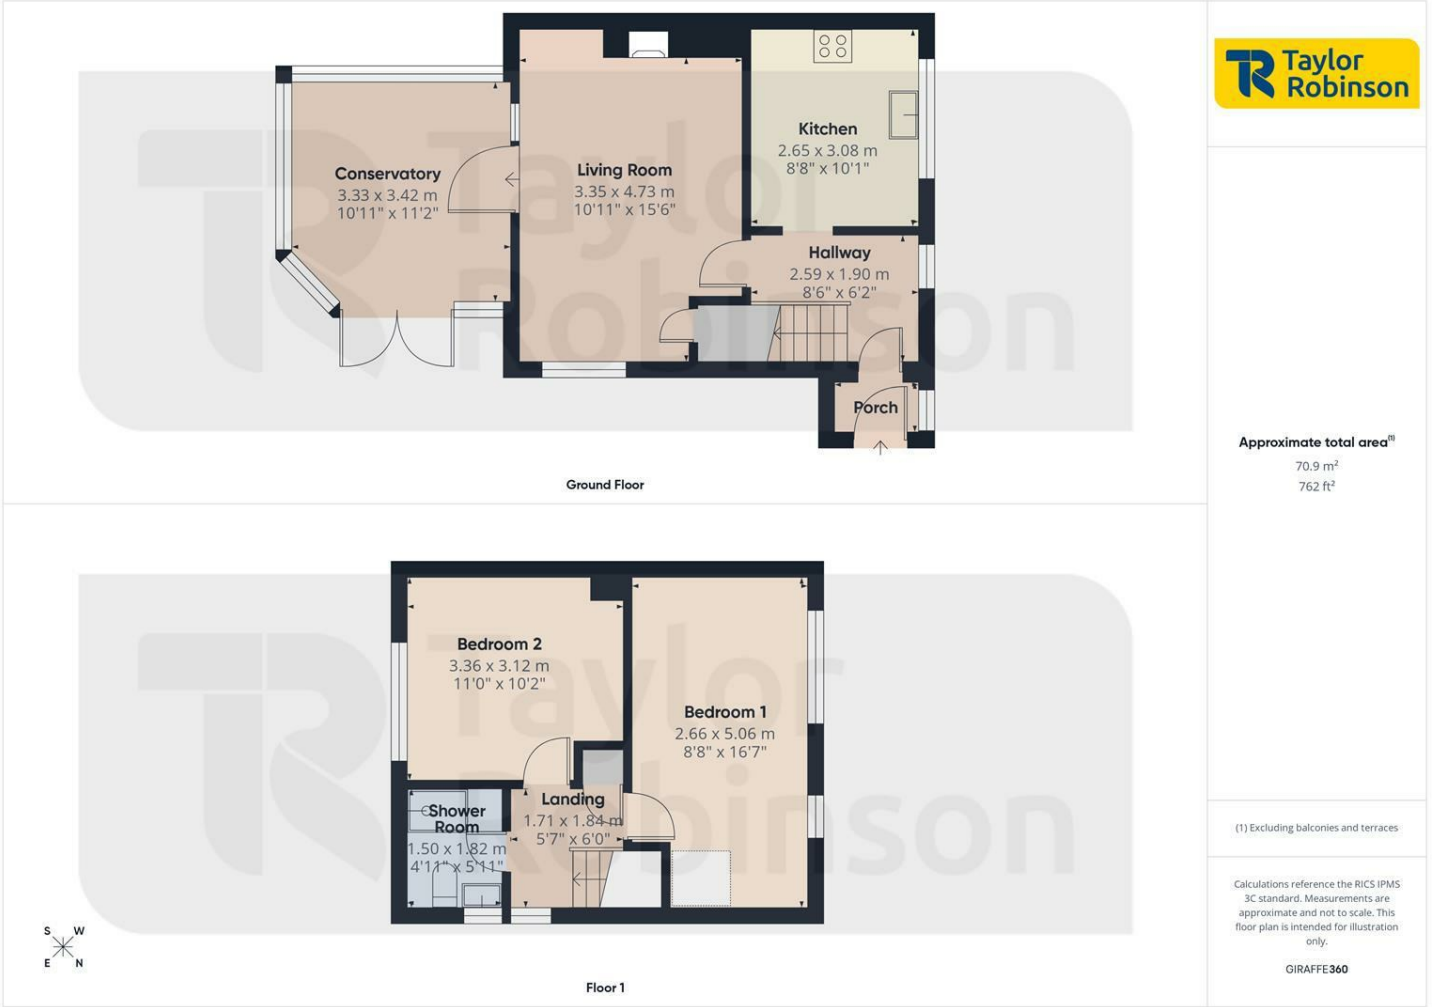 Taylor
Robinson
Conservatory
3.33 x 3.42 m
10'11" x 11'2"
Living Room
3.35 x 4.73 m
10'11" x 15'6"
Kitchen
2.65 x 3.08 m
8'8" x 10'1"
Hallway
2.59 x 1.90 m
8'6" x 6'2"
Porch
Taylor
Robinson
Ground Floor
Approximate total area(1)
70.9 m²
762 ft²
Bedroom 2
3.36 x 3.12 m
11'0" x 10'2"
Bedroom 1
2.66 x 5.06 m
8'8" x 16'7"
Landing
1.71 x 1.84 m
5'7" x 6'0"
Shower
Room
1.50 x 1.82 m
4'11" x 5'11"
Taylor
Robinson
S W
E N
Floor 1
(1) Excluding balconies and terraces
Calculations reference the RICS IPMS
3C standard. Measurements are
approximate and not to scale. This
floor plan is intended for illustration
only.
GIRAFFE360